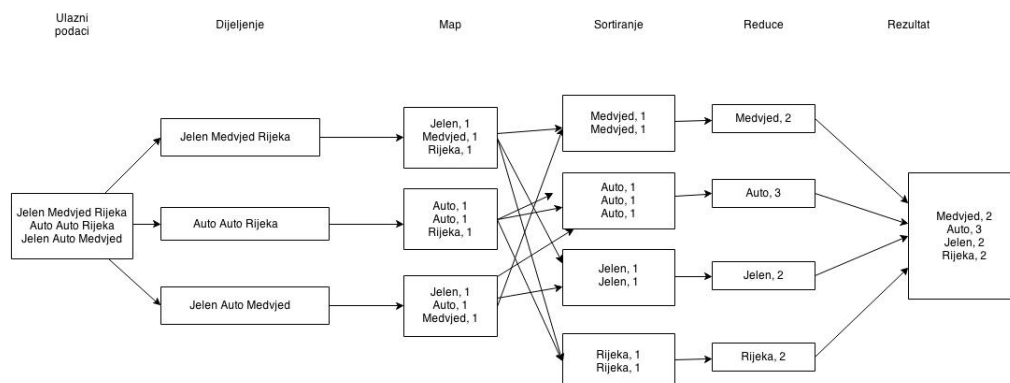 Ulazni
podaci
Dijeljenje
Map
Sortiranje
Reduce
Rezultat
Jelen Medvjed Rijeka
Auto Auto Rijeka
Jelen Auto Medvjed
Jelen Medvjed Rijeka
Auto Auto Rijeka
Jelen Auto Medvjed
Jelen, 1
Medvjed, 1
Rijeka, 1
Auto, 1
Auto, 1
Rijeka, 1
Jelen, 1
Auto, 1
Medvjed, 1
Medvjed, 1
Medvjed, 1
Auto, 1
Auto, 1
Auto, 1
Jelen, 1
Jelen, 1
Rijeka, 1
Rijeka, 1
Medvjed, 2
Auto, 3
Jelen, 2
Rijeka, 2
Medvjed, 2
Auto, 3
Jelen, 2
Rijeka, 2